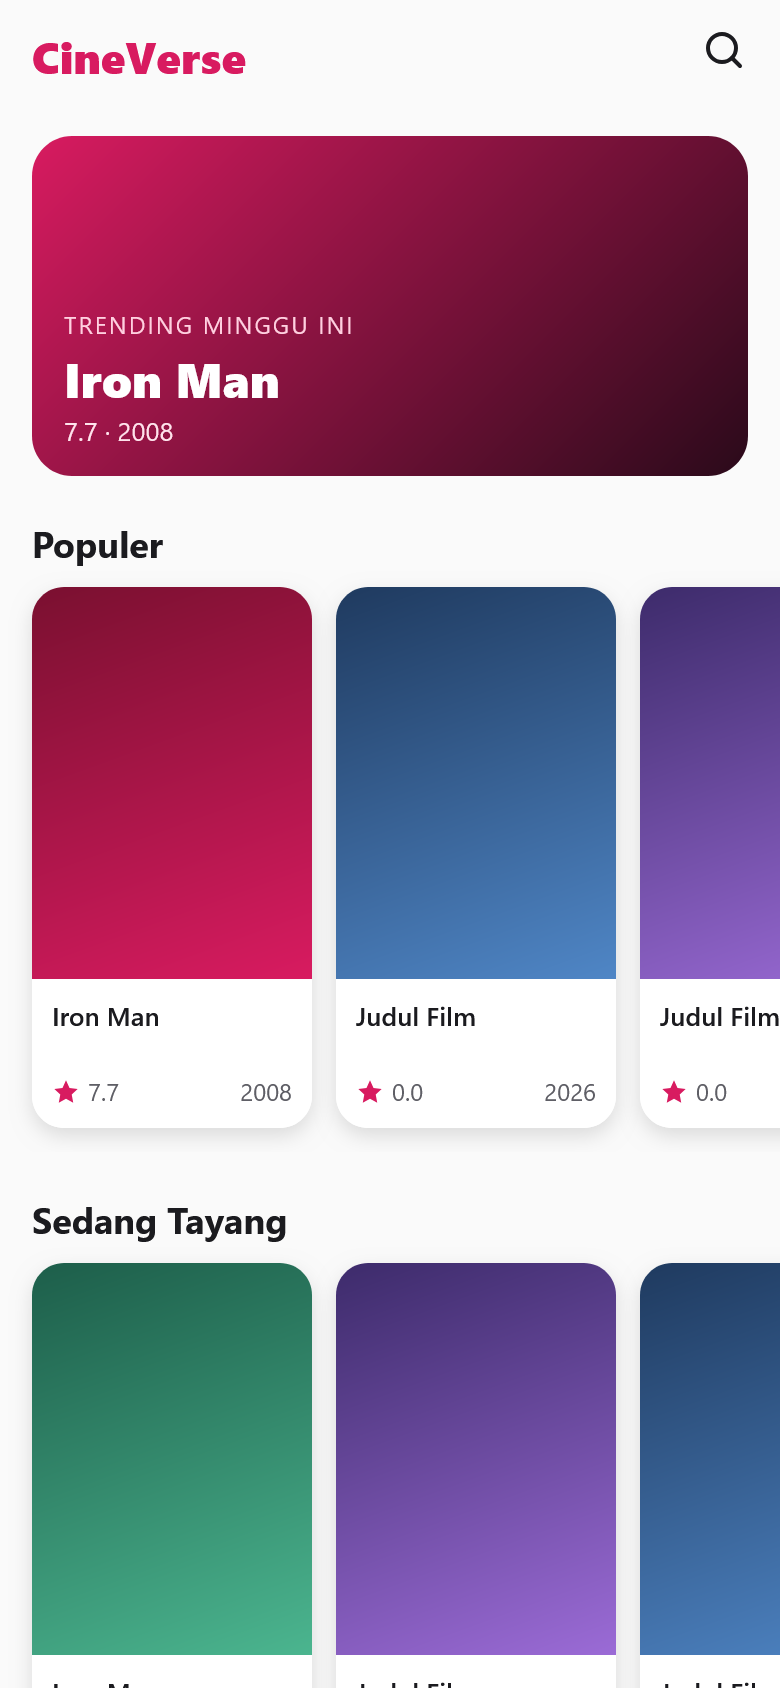 CineVerse
TRENDING MINGGU INI
Iron Man
7.7 · 2008
Populer
Iron Man
Judul Film
Judul Film
7.7 2008
0.0 2026
0.0
Sedang Tayang